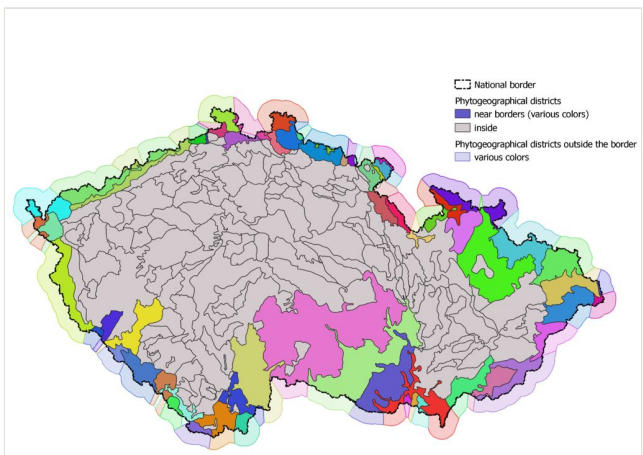 National border
Phytogeographical districts
near borders (various colors)
inside
Phytogeographical districts outside the border
various colors